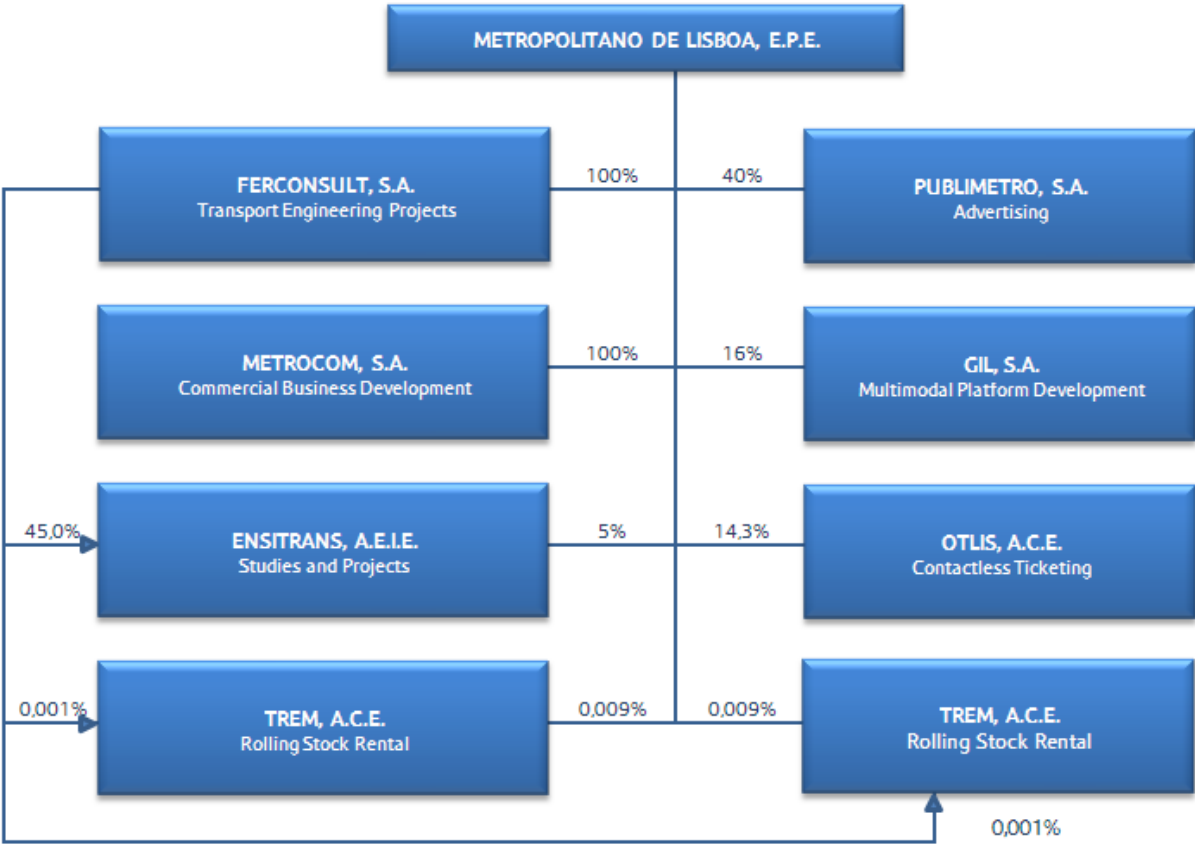 METROPOLITANO DE LISBOA, E.P.E.
FERCONSULT, S.A.
Transport Engineering Projects
100%
40%
PUBLIMETRO, S.A.
Advertising
METROCOM, S.A.
Commercial Business Development
100%
16%
GIL, S.A.
Multimodal Platform Development
45,0%
ENSITRANS, A.E.I.E.
Studies and Projects
5%
14,3%
OTLIS, A.C.E.
Contactless Ticketing
0,001%
TREM, A.C.E.
Rolling Stock Rental
0,009%
0,009%
TREM, A.C.E.
Rolling Stock Rental
0,001%